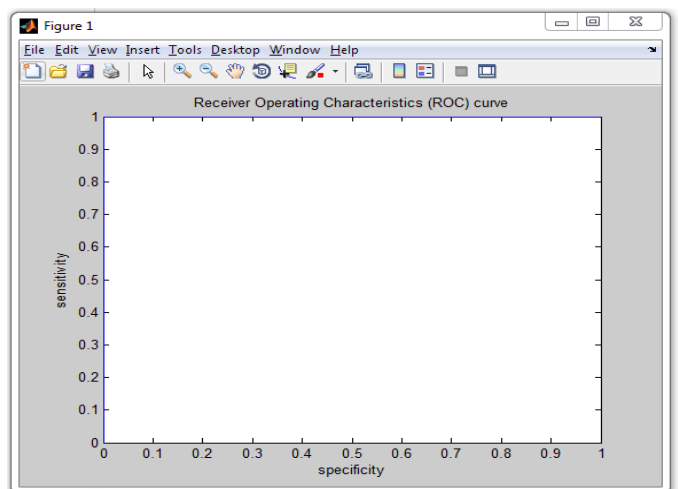 Figure 1
File Edit View Insert Tools Desktop Window Help
Receiver Operating Characteristics (ROC) curve
1
0.9
0.8
0.7
0.6
0.5
0.4
0.3
0.2
0.1
0
sensitivity
0 0.1 0.2 0.3 0.4 0.5 0.6 0.7 0.8 0.9 1
specificity